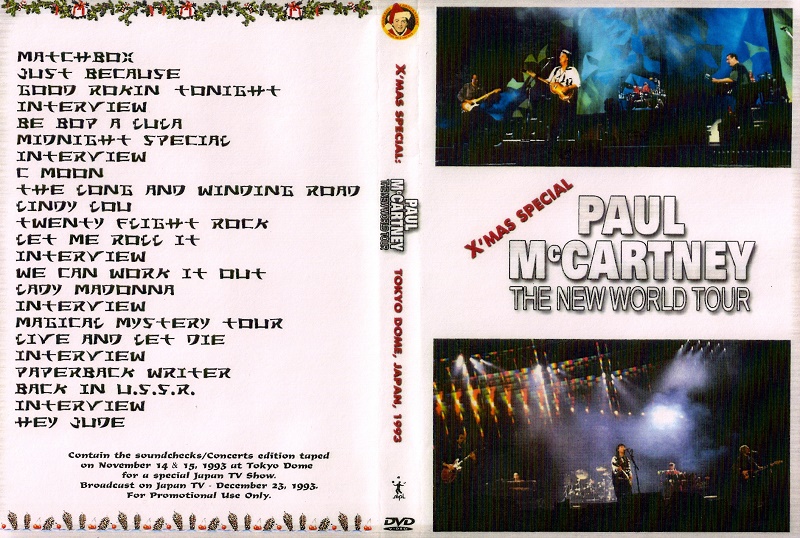 MATCHBOX
JUST BECAUSE
GOOD ROKIN TONIGHT
INTERVIEW
BE BOP A LULA
MIDNIGHT SPECIAL
INTERVIEW
C MOON
THE LONG AND WINDING ROAD
LINDY LOU
TWENTY FLIGHT ROCK
LET ME ROLL IT
INTERVIEW
WE CAN WORK IT OUT
LADY MADONNA
INTERVIEW
MAGICAL MYSTERY TOUR
LIVE AND LET DIE
INTERVIEW
PAPERBACK WRITER
BACK IN U.S.S.R.
INTERVIEW
HEY JUDE
Contain the soundchecks/Concerts edition taped
on November 14 & 15, 1993 at Tokyo Dome
for a special Japan TV Show.
Broadcast on Japan TV - December 23, 1993.
For Promotional Use Only.
X'MAS SPECIAL:
PAUL
McCARTNEY
THE NEW WORLD TOUR
TOKYO DOME, JAPAN, 1993
mpl
DVD
VIDEO
X'MAS SPECIAL
PAUL
McCARTNEY
THE NEW WORLD TOUR